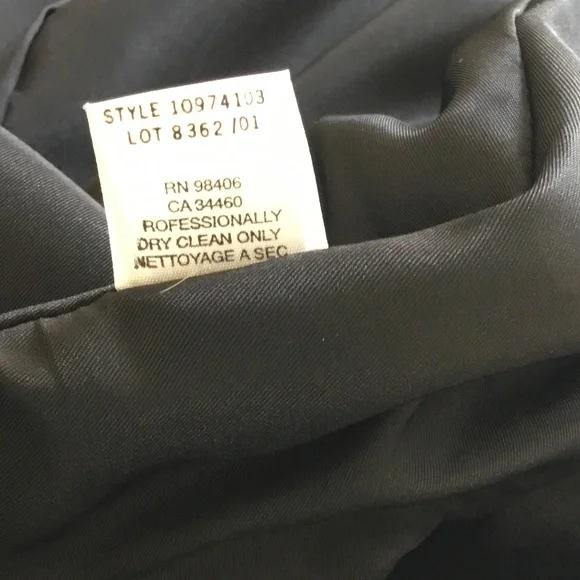 STYLE 10974103
LOT 8362/01
RN 98406
CA 34460
ROFESSIONALLY
DRY CLEAN ONLY
NETTOYAGE A SEC